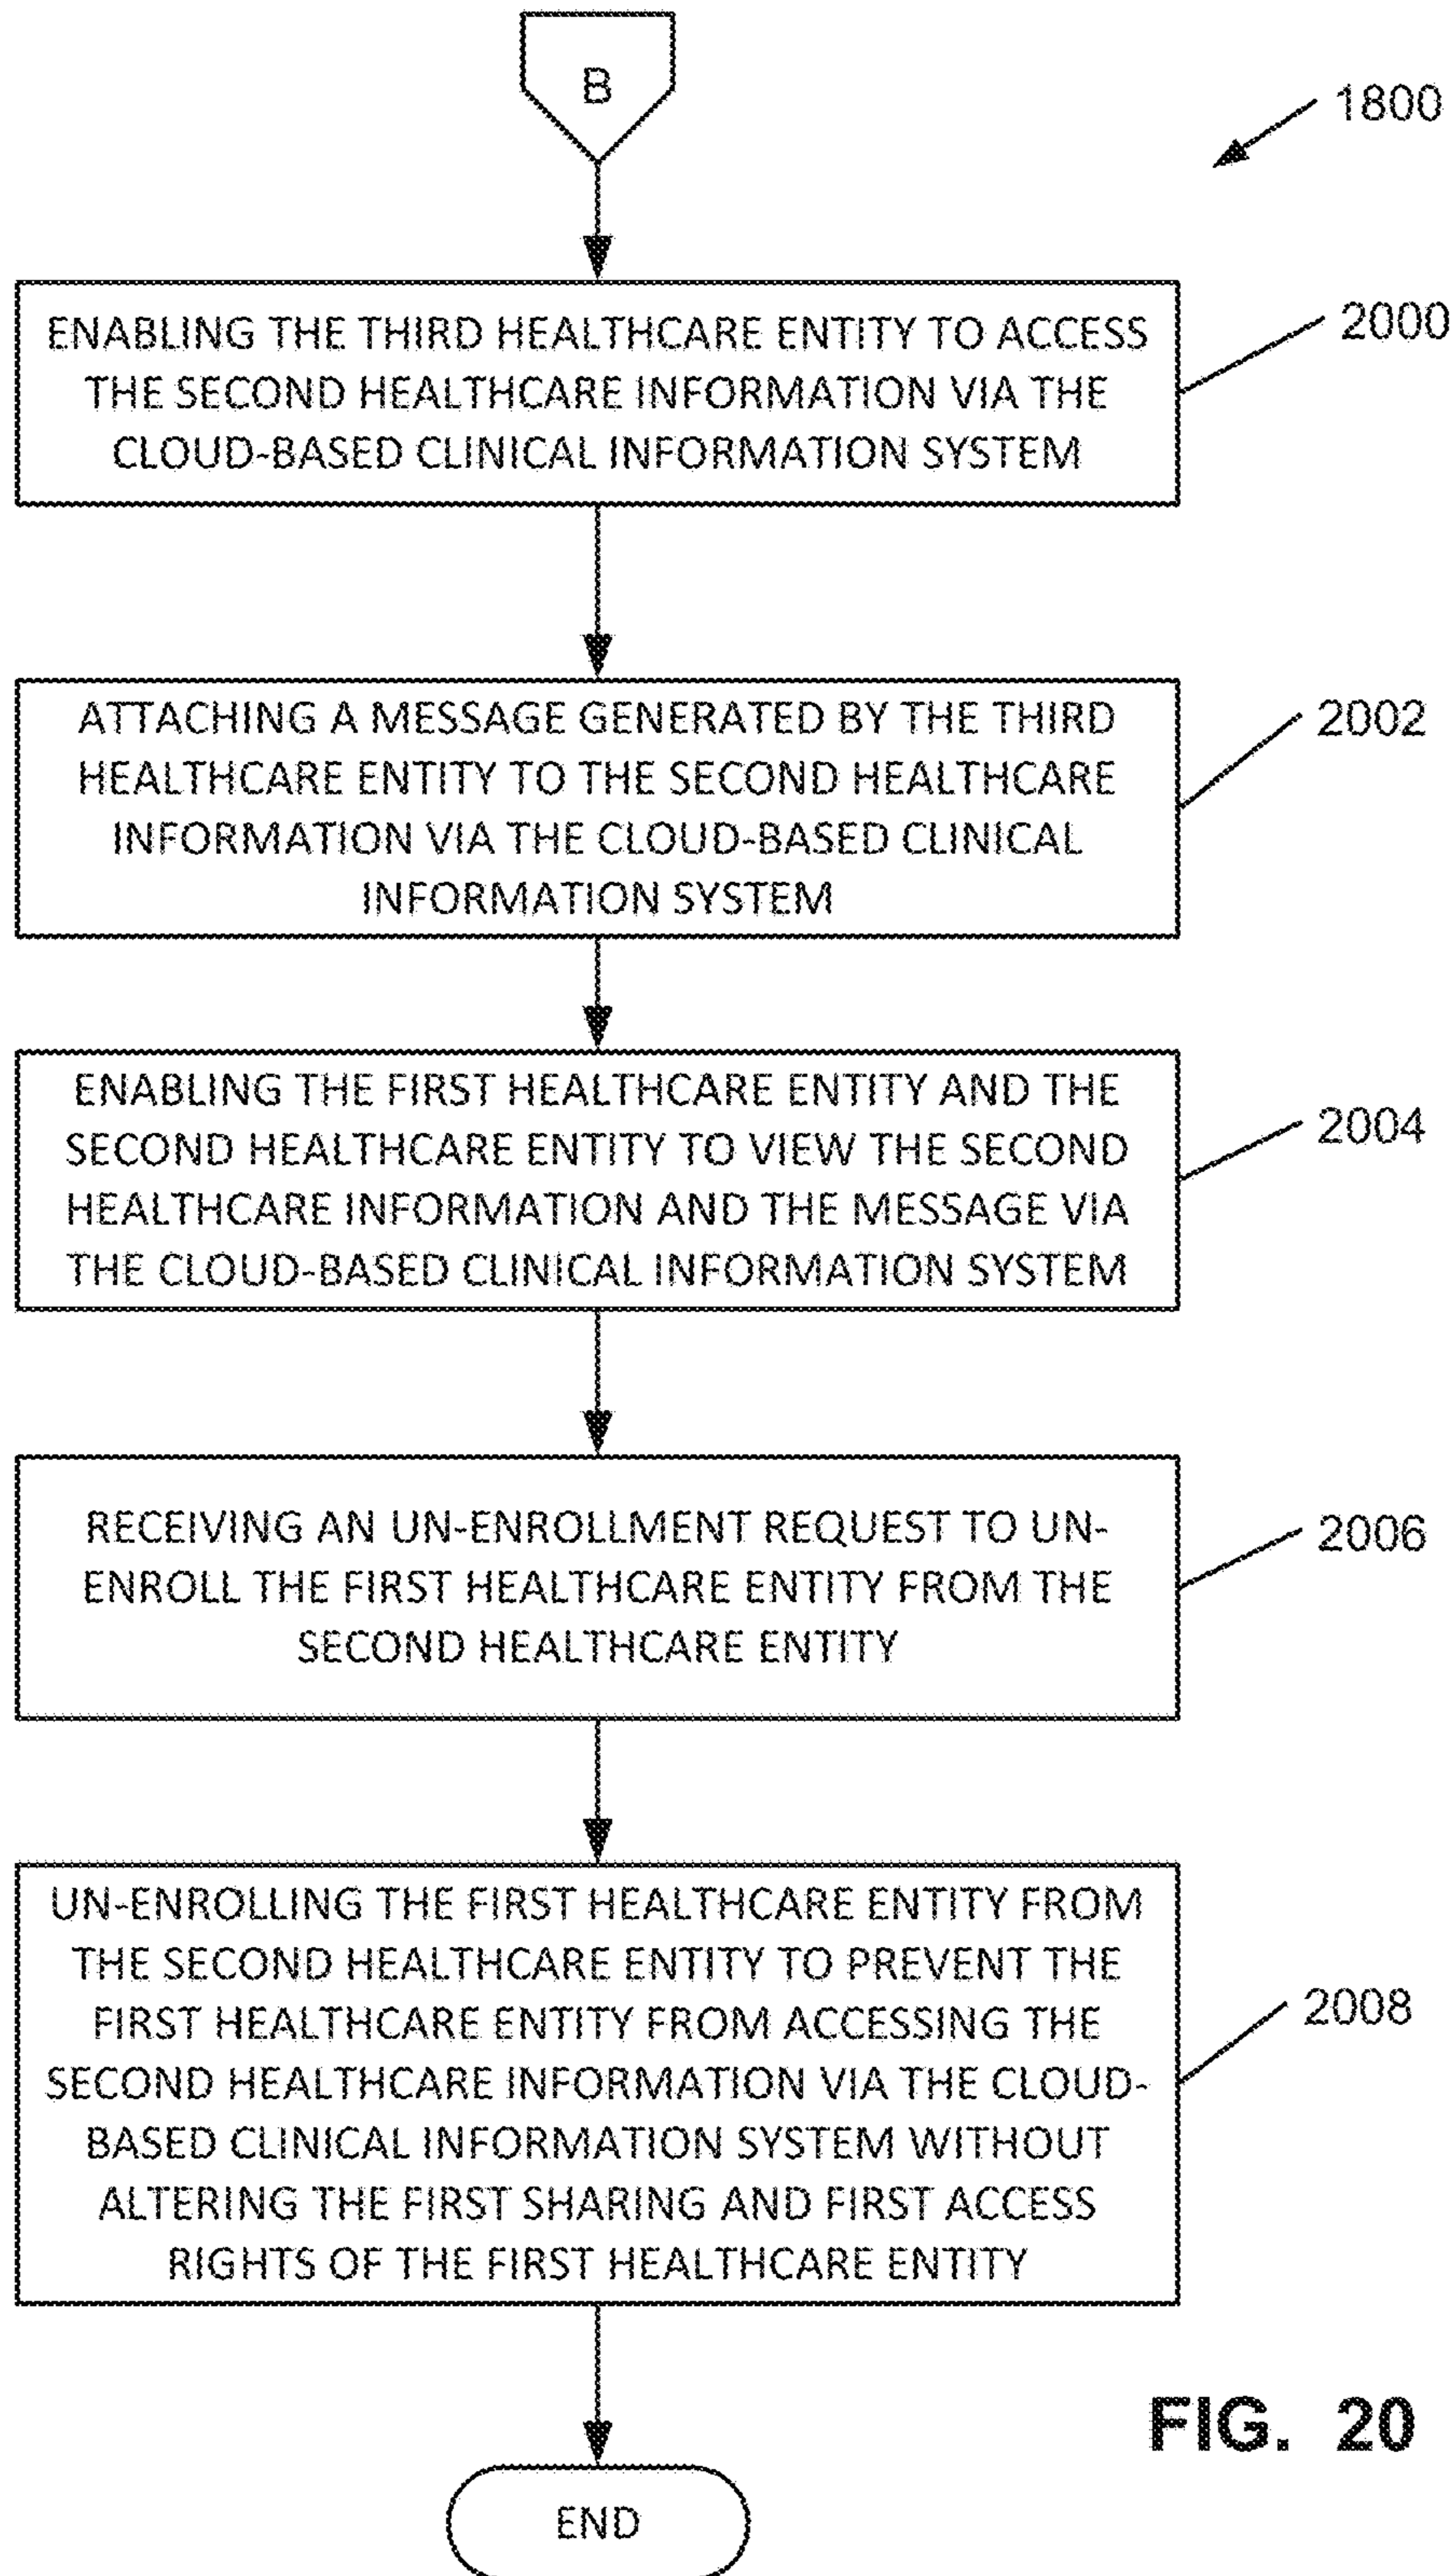 B
1800
ENABLING THE THIRD HEALTHCARE ENTITY TO ACCESS
THE SECOND HEALTHCARE INFORMATION VIA THE
CLOUD-BASED CLINICAL INFORMATION SYSTEM
2000
ATTACHING A MESSAGE GENERATED BY THE THIRD
HEALTHCARE ENTITY TO THE SECOND HEALTHCARE
INFORMATION VIA THE CLOUD-BASED CLINICAL
INFORMATION SYSTEM
2002
ENABLING THE FIRST HEALTHCARE ENTITY AND THE
SECOND HEALTHCARE ENTITY TO VIEW THE SECOND
HEALTHCARE INFORMATION AND THE MESSAGE VIA
THE CLOUD-BASED CLINICAL INFORMATION SYSTEM
2004
RECEIVING AN UN-ENROLLMENT REQUEST TO UN-
ENROLL THE FIRST HEALTHCARE ENTITY FROM THE
SECOND HEALTHCARE ENTITY
2006
UN-ENROLLING THE FIRST HEALTHCARE ENTITY FROM
THE SECOND HEALTHCARE ENTITY TO PREVENT THE
FIRST HEALTHCARE ENTITY FROM ACCESSING THE
SECOND HEALTHCARE INFORMATION VIA THE CLOUD-
BASED CLINICAL INFORMATION SYSTEM WITHOUT
ALTERING THE FIRST SHARING AND FIRST ACCESS
RIGHTS OF THE FIRST HEALTHCARE ENTITY
2008
FIG. 20
END